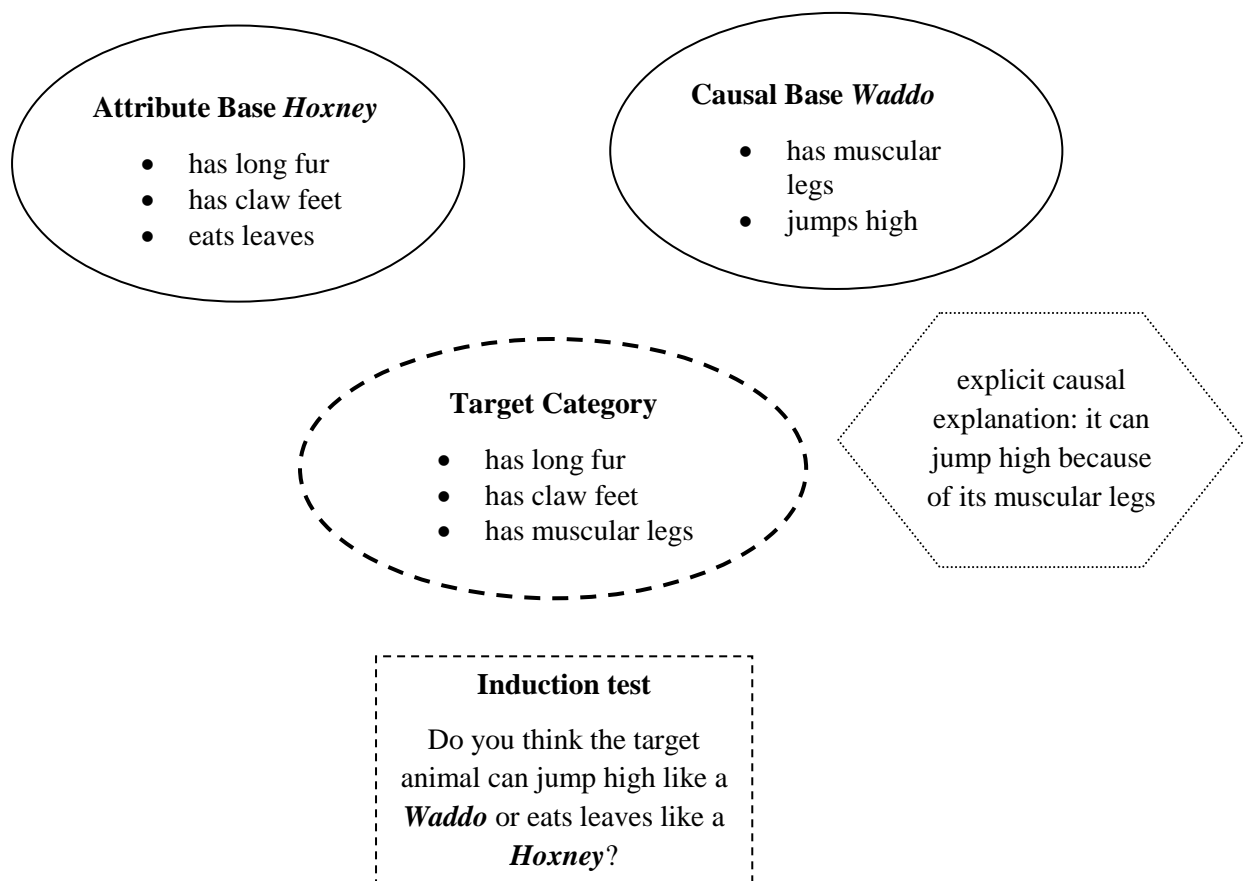 Attribute Base Hoxney
• has long fur
• has claw feet
• eats leaves
Causal Base Waddo
• has muscular
legs
• jumps high
Target Category
• has long fur
• has claw feet
• has muscular legs
explicit causal
explanation: it can
jump high because
of its muscular legs
Induction test
Do you think the target
animal can jump high like a
Waddo or eats leaves like a
Hoxney?